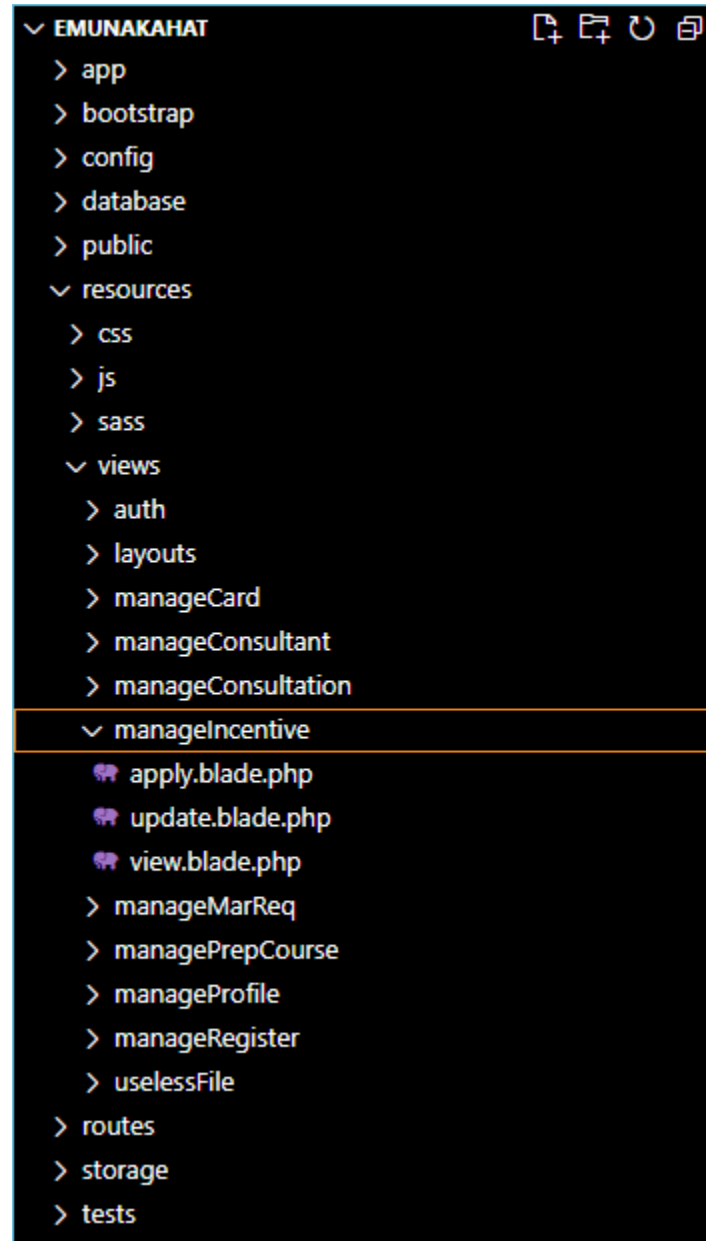 EMUNAKAHAT
app
bootstrap
config
database
public
resources
css
js
sass
views
auth
layouts
manageCard
manageConsultant
manageConsultation
manageIncentive
apply.blade.php
update.blade.php
view.blade.php
manageMarReq
managePrepCourse
manageProfile
manageRegister
uselessFile
routes
storage
tests